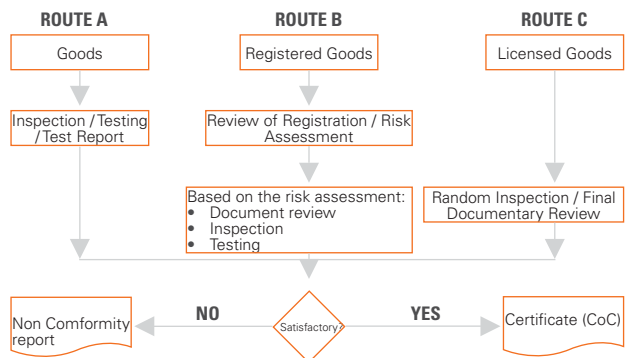 ROUTE A
ROUTE B
ROUTE C
Goods
Registered Goods
Licensed Goods
Inspection / Testing
/ Test Report
Review of Registration / Risk
Assessment
Based on the risk assessment:
• Document review
• Inspection
• Testing
Random Inspection / Final
Documentary Review
NO
YES
Non Comformity
report
Satisfactory?
Certificate (CoC)